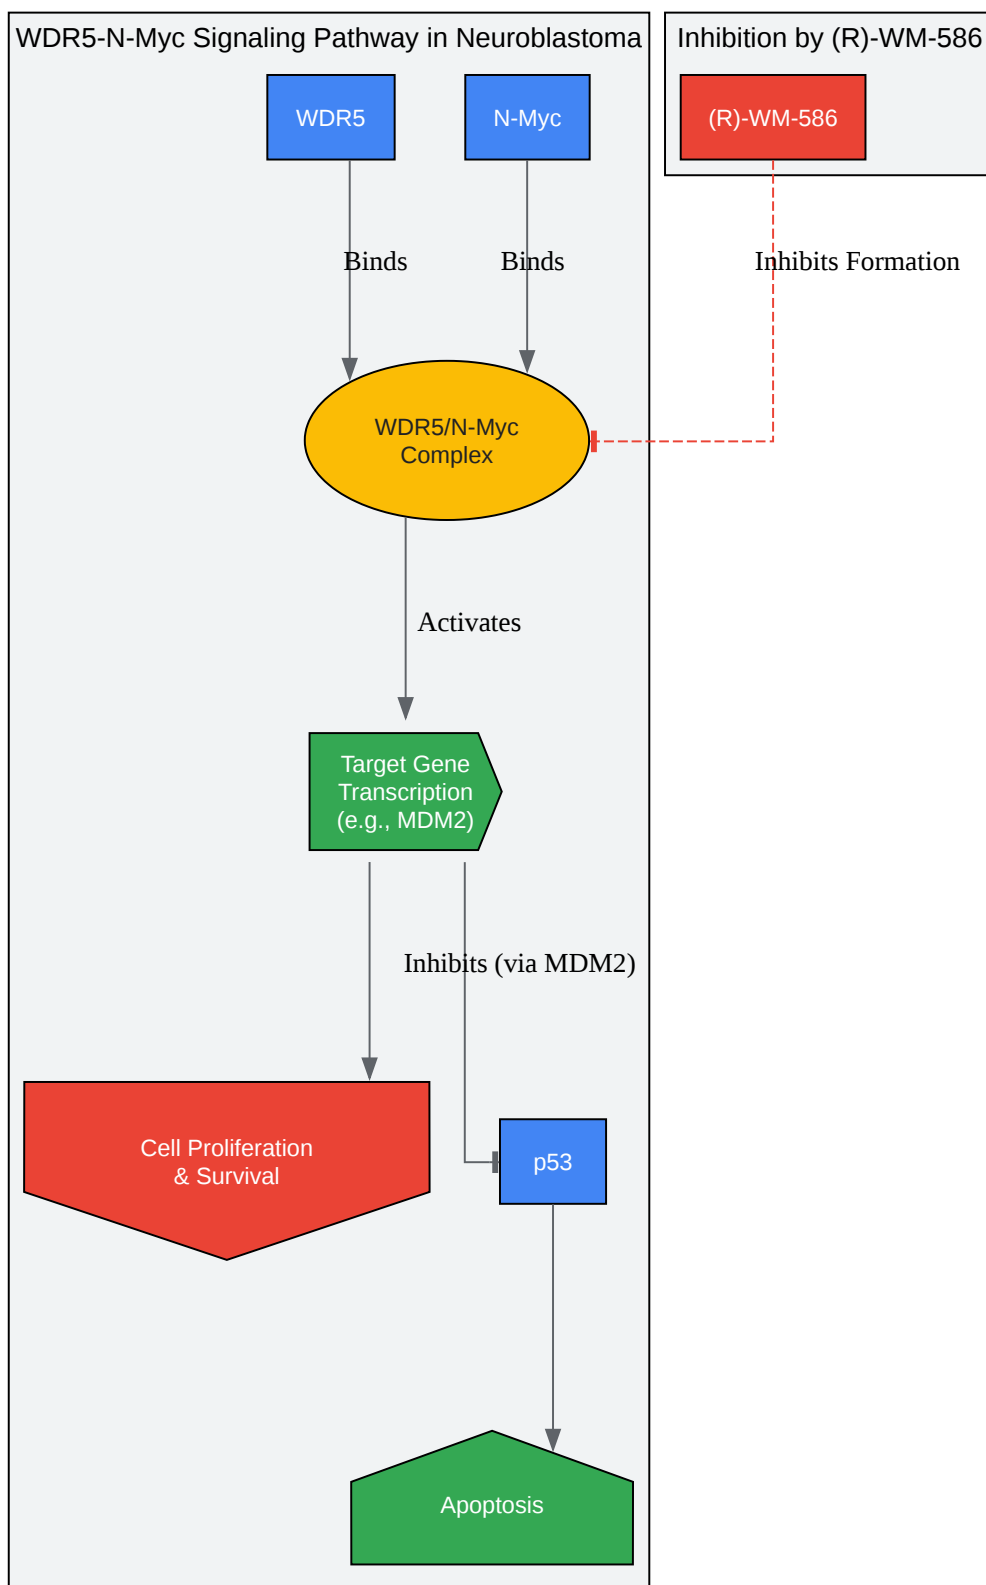 WDR5-N-Myc Signaling Pathway in Neuroblastoma
Inhibition by (R)-WM-586
WDR5
N-Myc
(R)-WM-586
Binds
Binds
Inhibits Formation
WDR5/N-Myc
Complex
Activates
Target Gene
Transcription
(e.g., MDM2)
Inhibits (via MDM2)
Cell Proliferation
& Survival
p53
Apoptosis